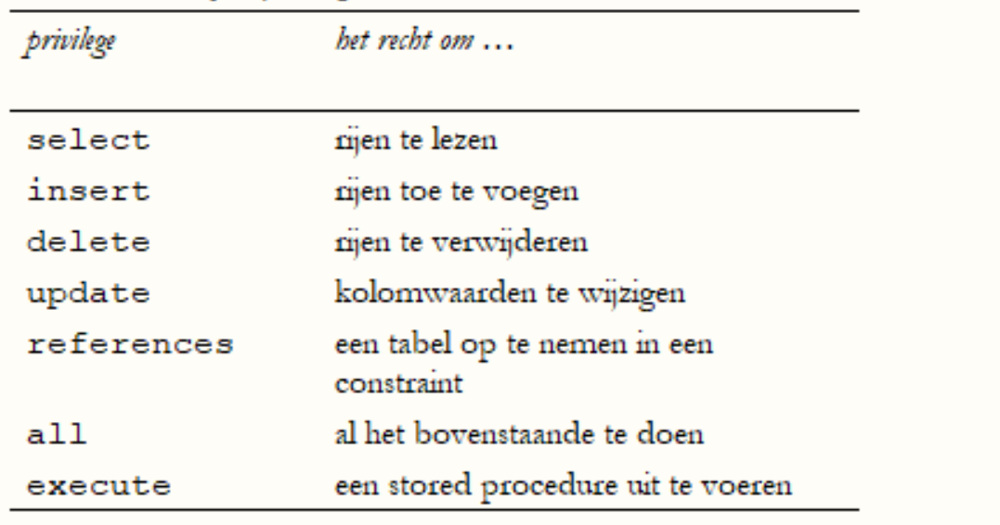 privilege het recht om ...
select rijen te lezen
insert rijen toe te voegen
delete rijen te verwijderen
update kolomwaarden te wijzigen
references een tabel op te nemen in een
constraint
all al het bovenstaande te doen
execute een stored procedure uit te voeren